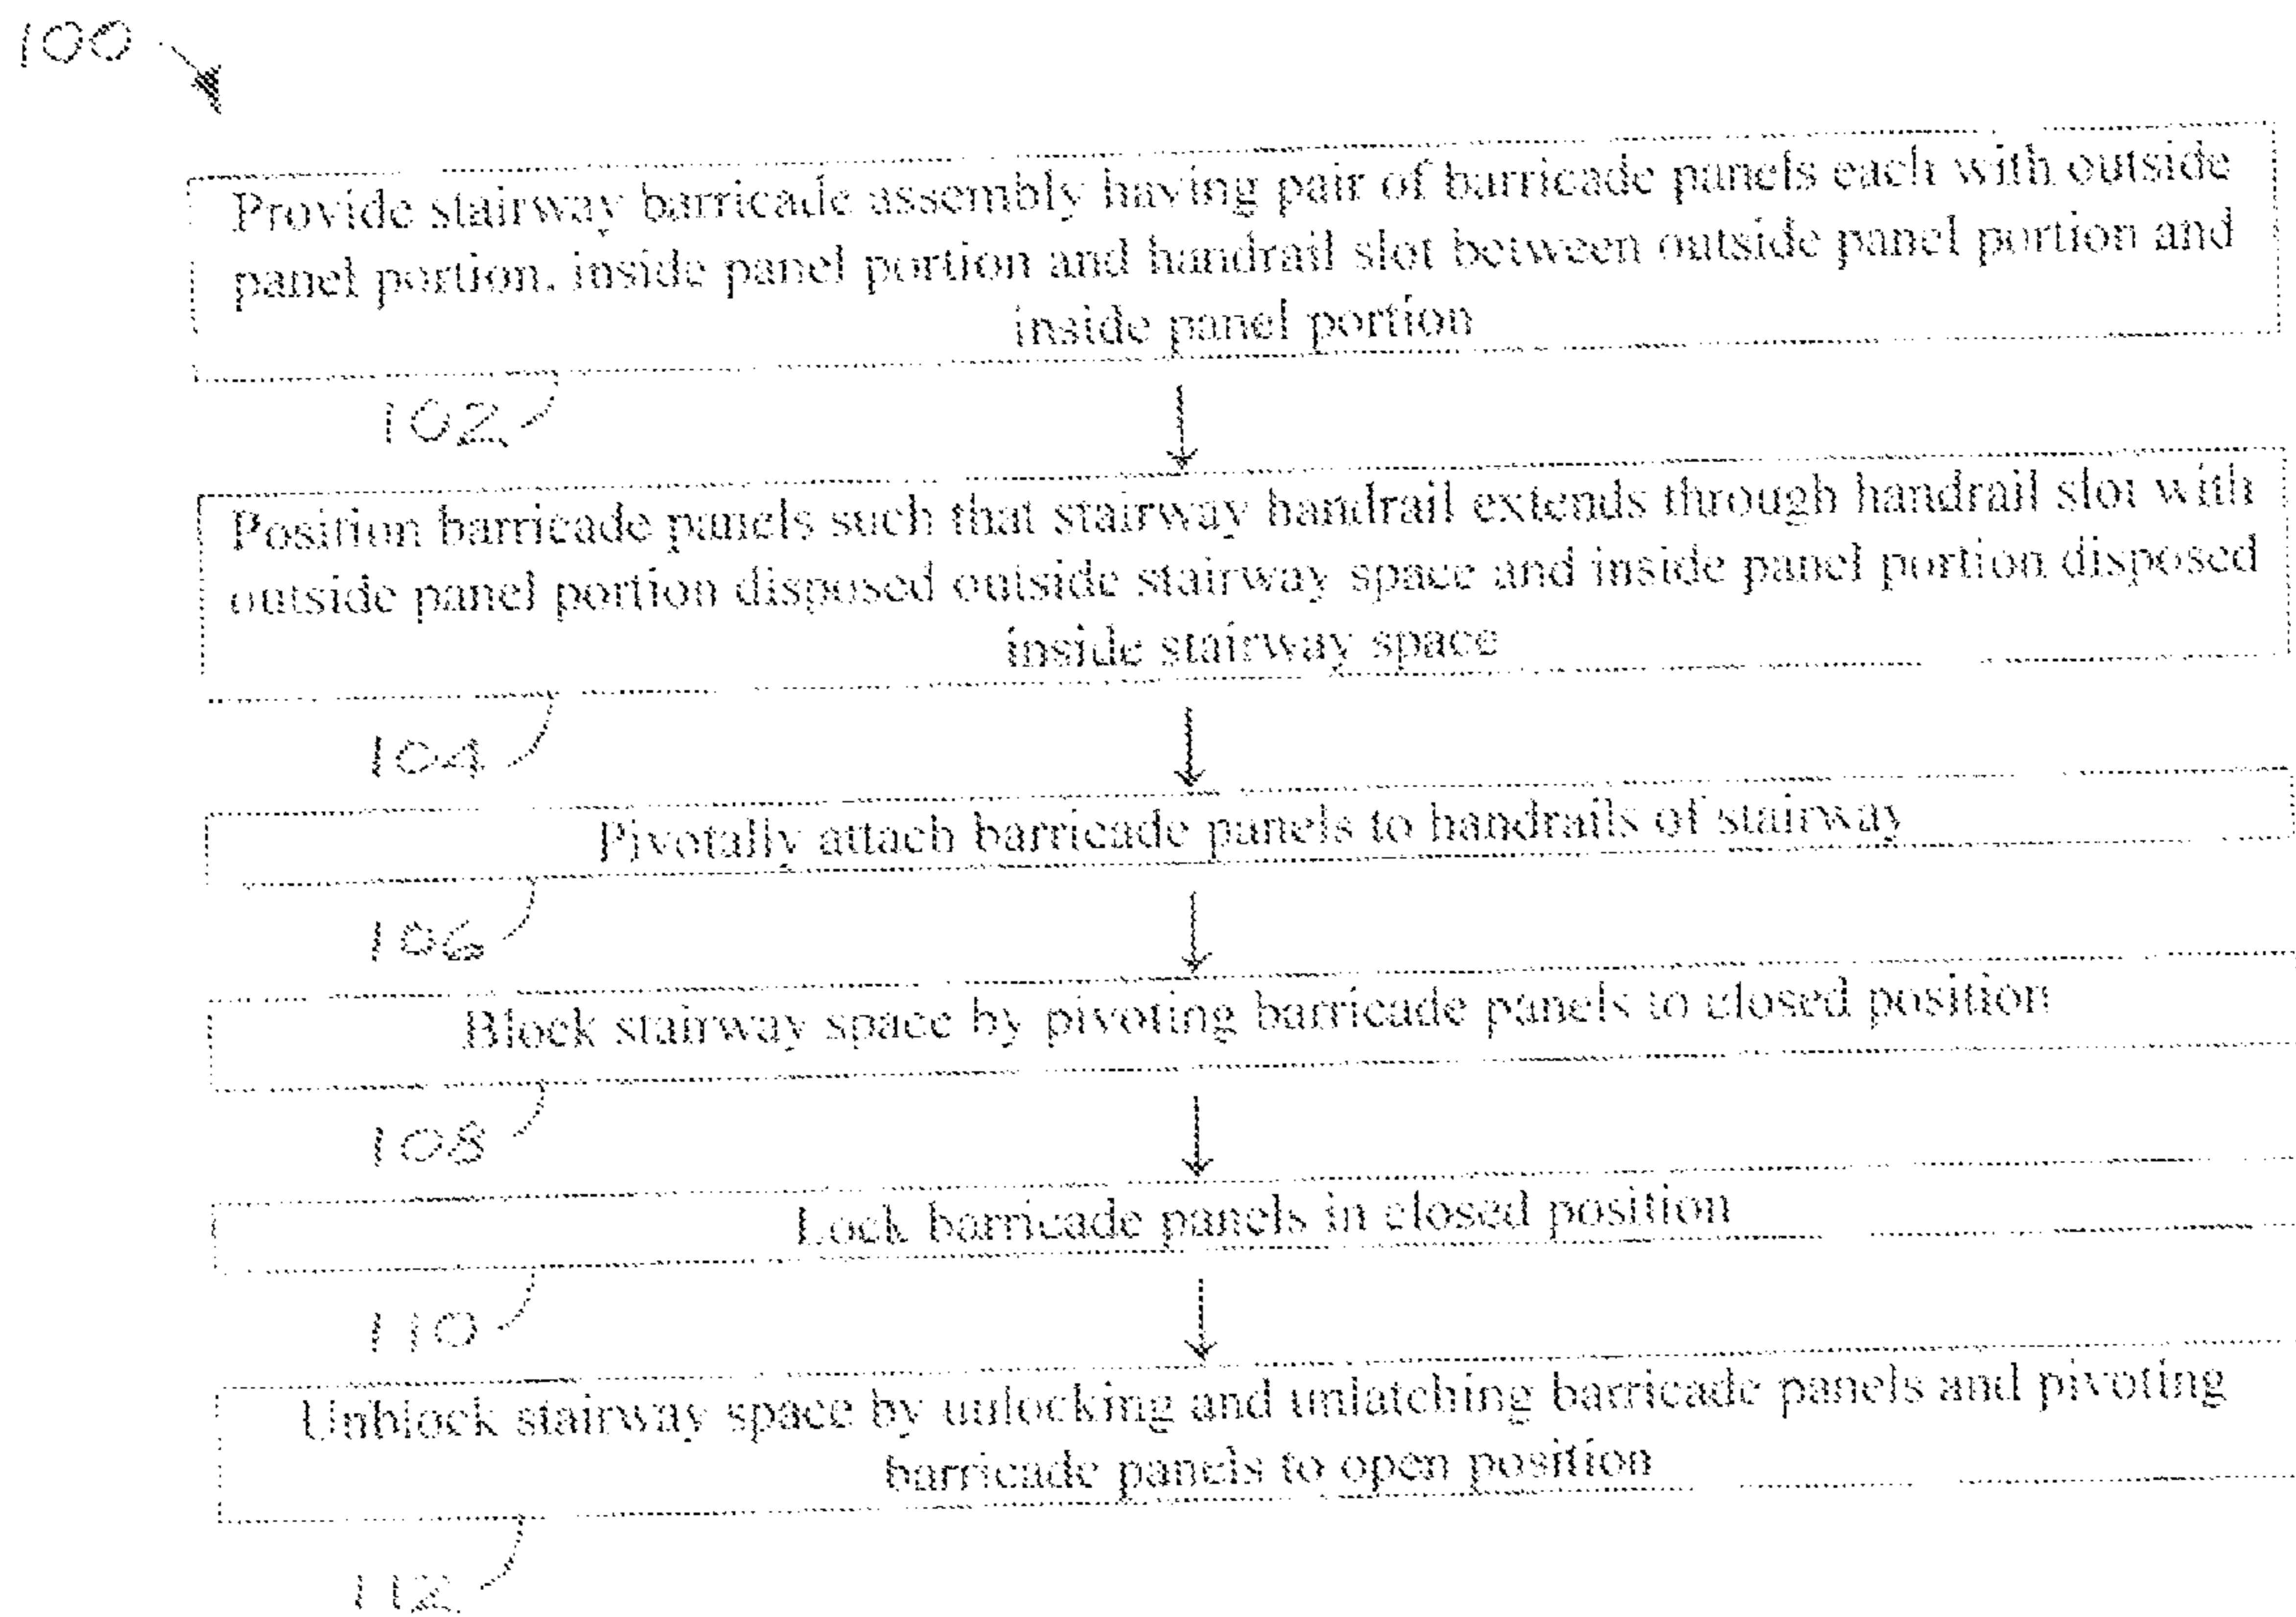 100
Provide stairway barricade assembly having pair of barricade panels each with outside
panel portion, inside panel portion and handrail slot between outside panel portion and
inside panel portion
102
Position barricade panels such that stairway handrail extends through handrail slot with
outside panel portion disposed outside stairway space and inside panel portion disposed
inside stairway space
104
Pivotally attach barricade panels to handrails of stairway
106
Block stairway space by pivoting barricade panels to closed position
108
Lock barricade panels in closed position
110
Unblock stairway space by unlocking and unlatching barricade panels and pivoting
barricade panels to open position
112